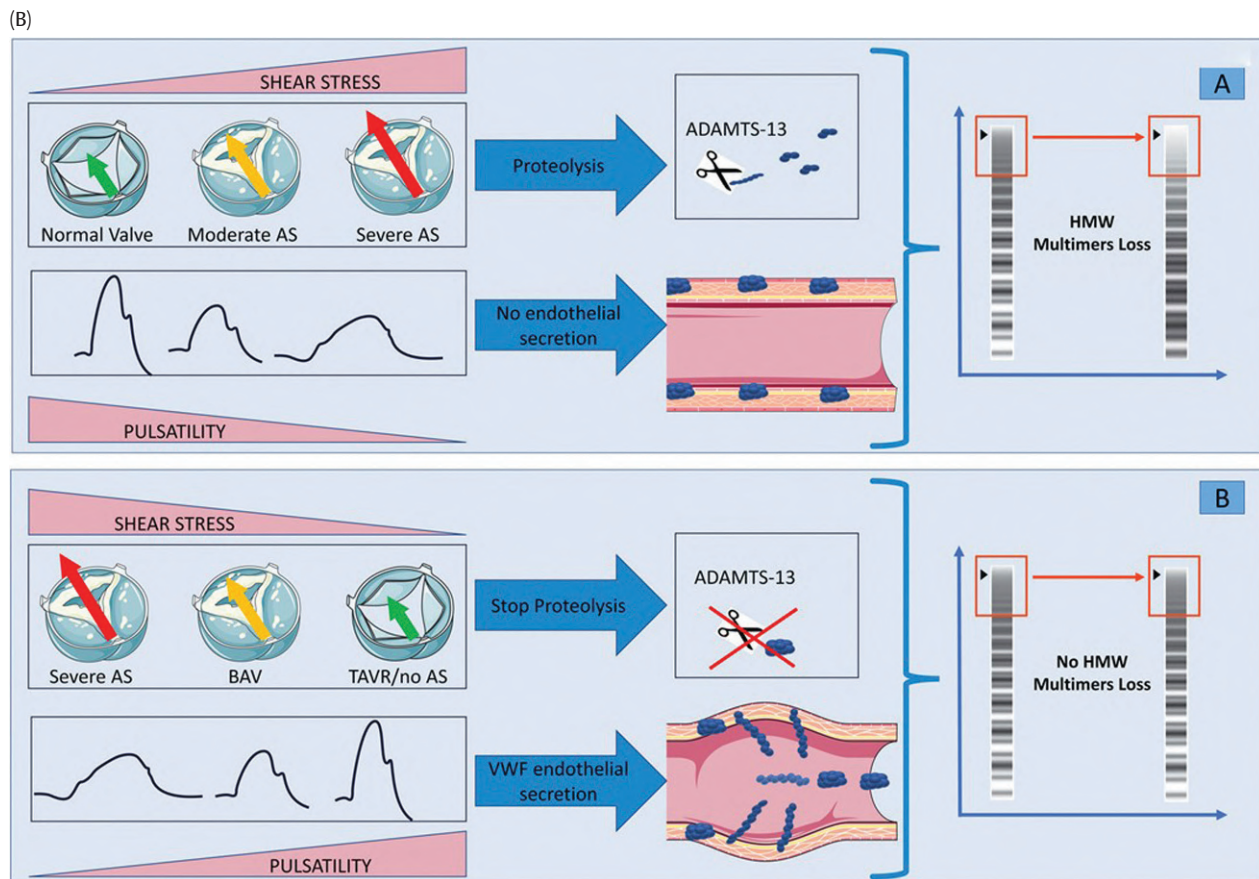 (B)
A
SHEAR STRESS
Normal Valve
Moderate AS
Severe AS
Proteolysis
ADAMTS-13
No endothelial
secretion
PULSATILITY
HMW
Multimers Loss
B
SHEAR STRESS
Severe AS
BAV
TAVR/no AS
Stop Proteolysis
ADAMTS-13
VWF endothelial
secretion
PULSATILITY
No HMW
Multimers Loss